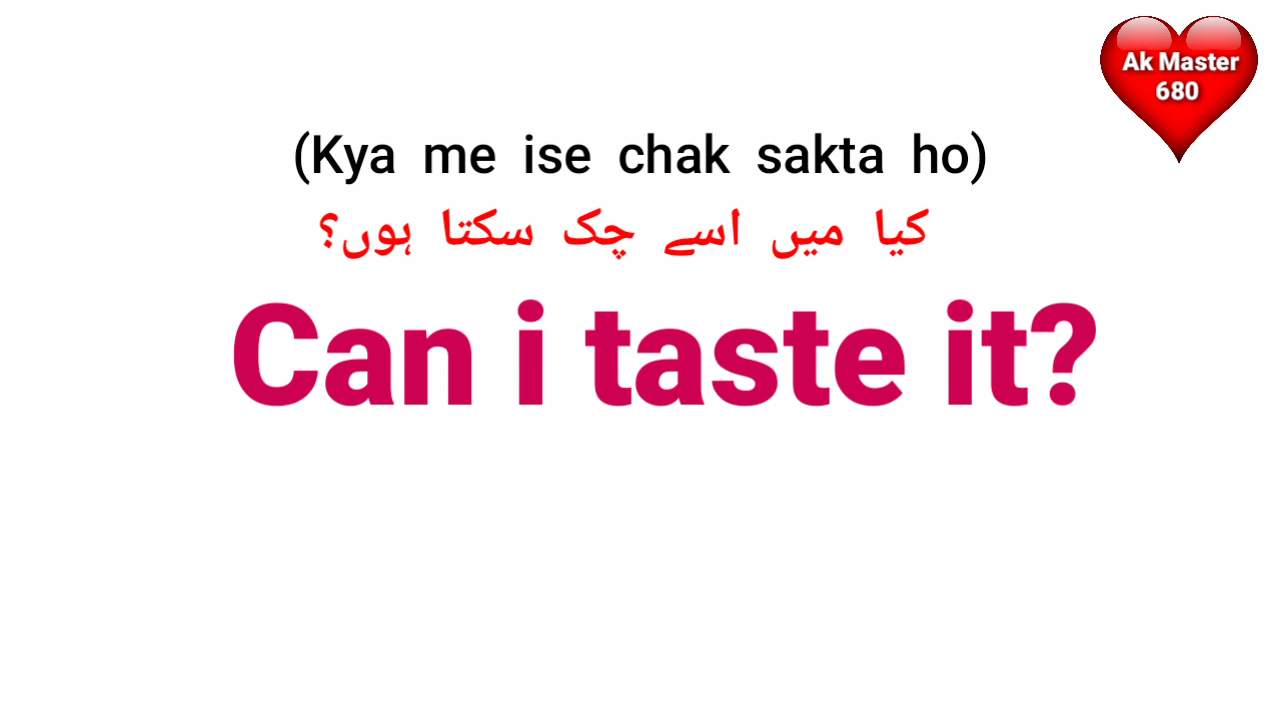 Ak Master
680
(Kya me ise chak sakta ho)
کیا میں اسے چک سکتا ہوں؟
Can i taste it?